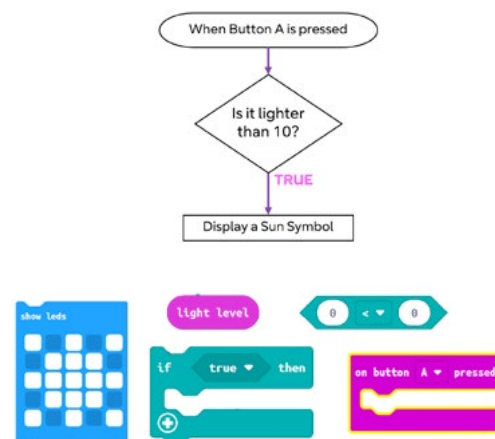 When Button A is pressed
Is it lighter
than 10?
TRUE
Display a Sun Symbol
show leds
light level
0 < 0
if true then
on button A pressed